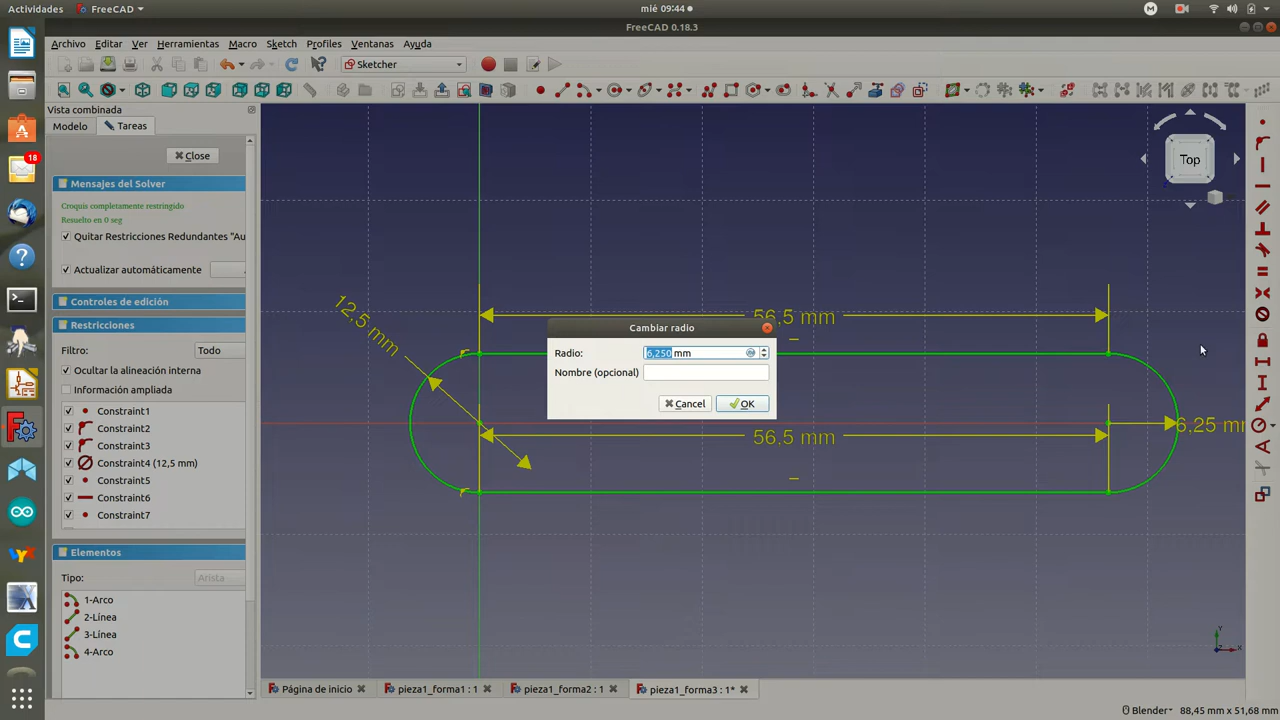 Actividades
FreeCAD
mié 09:44
M
FreeCAD 0.18.3
Archivo Editar Ver Herramientas Macro Sketch Profiles Ventanas Ayuda
Sketcher
Vista combinada
Modelo
Tareas
Close
Mensajes del Solver
Croquis completamente restringido
Resuelto en 0 seg
Quitar Restricciones Redundantes "Au
Actualizar automáticamente
Controles de edición
Restricciones
Filtro:
Todo
Ocultar la alineación interna
Información ampliada
Constraint1
Constraint2
Constraint3
Constraint4 (12,5 mm)
Constraint5
Constraint6
Constraint7
Elementos
Tipo:
Arista
1-Arco
2-Línea
3-Línea
4-Arco
18
12,5 mm
56,5 mm
Cambiar radio
Radio:
6,250 mm
Nombre (opcional)
Cancel
OK
56,5 mm
6,25 mm
Top
Y
X
Página de inicio
pieza1_forma1 : 1
pieza1_forma2 : 1
pieza1_forma3 : 1*
Blender
88,45 mm x 51,68 mm